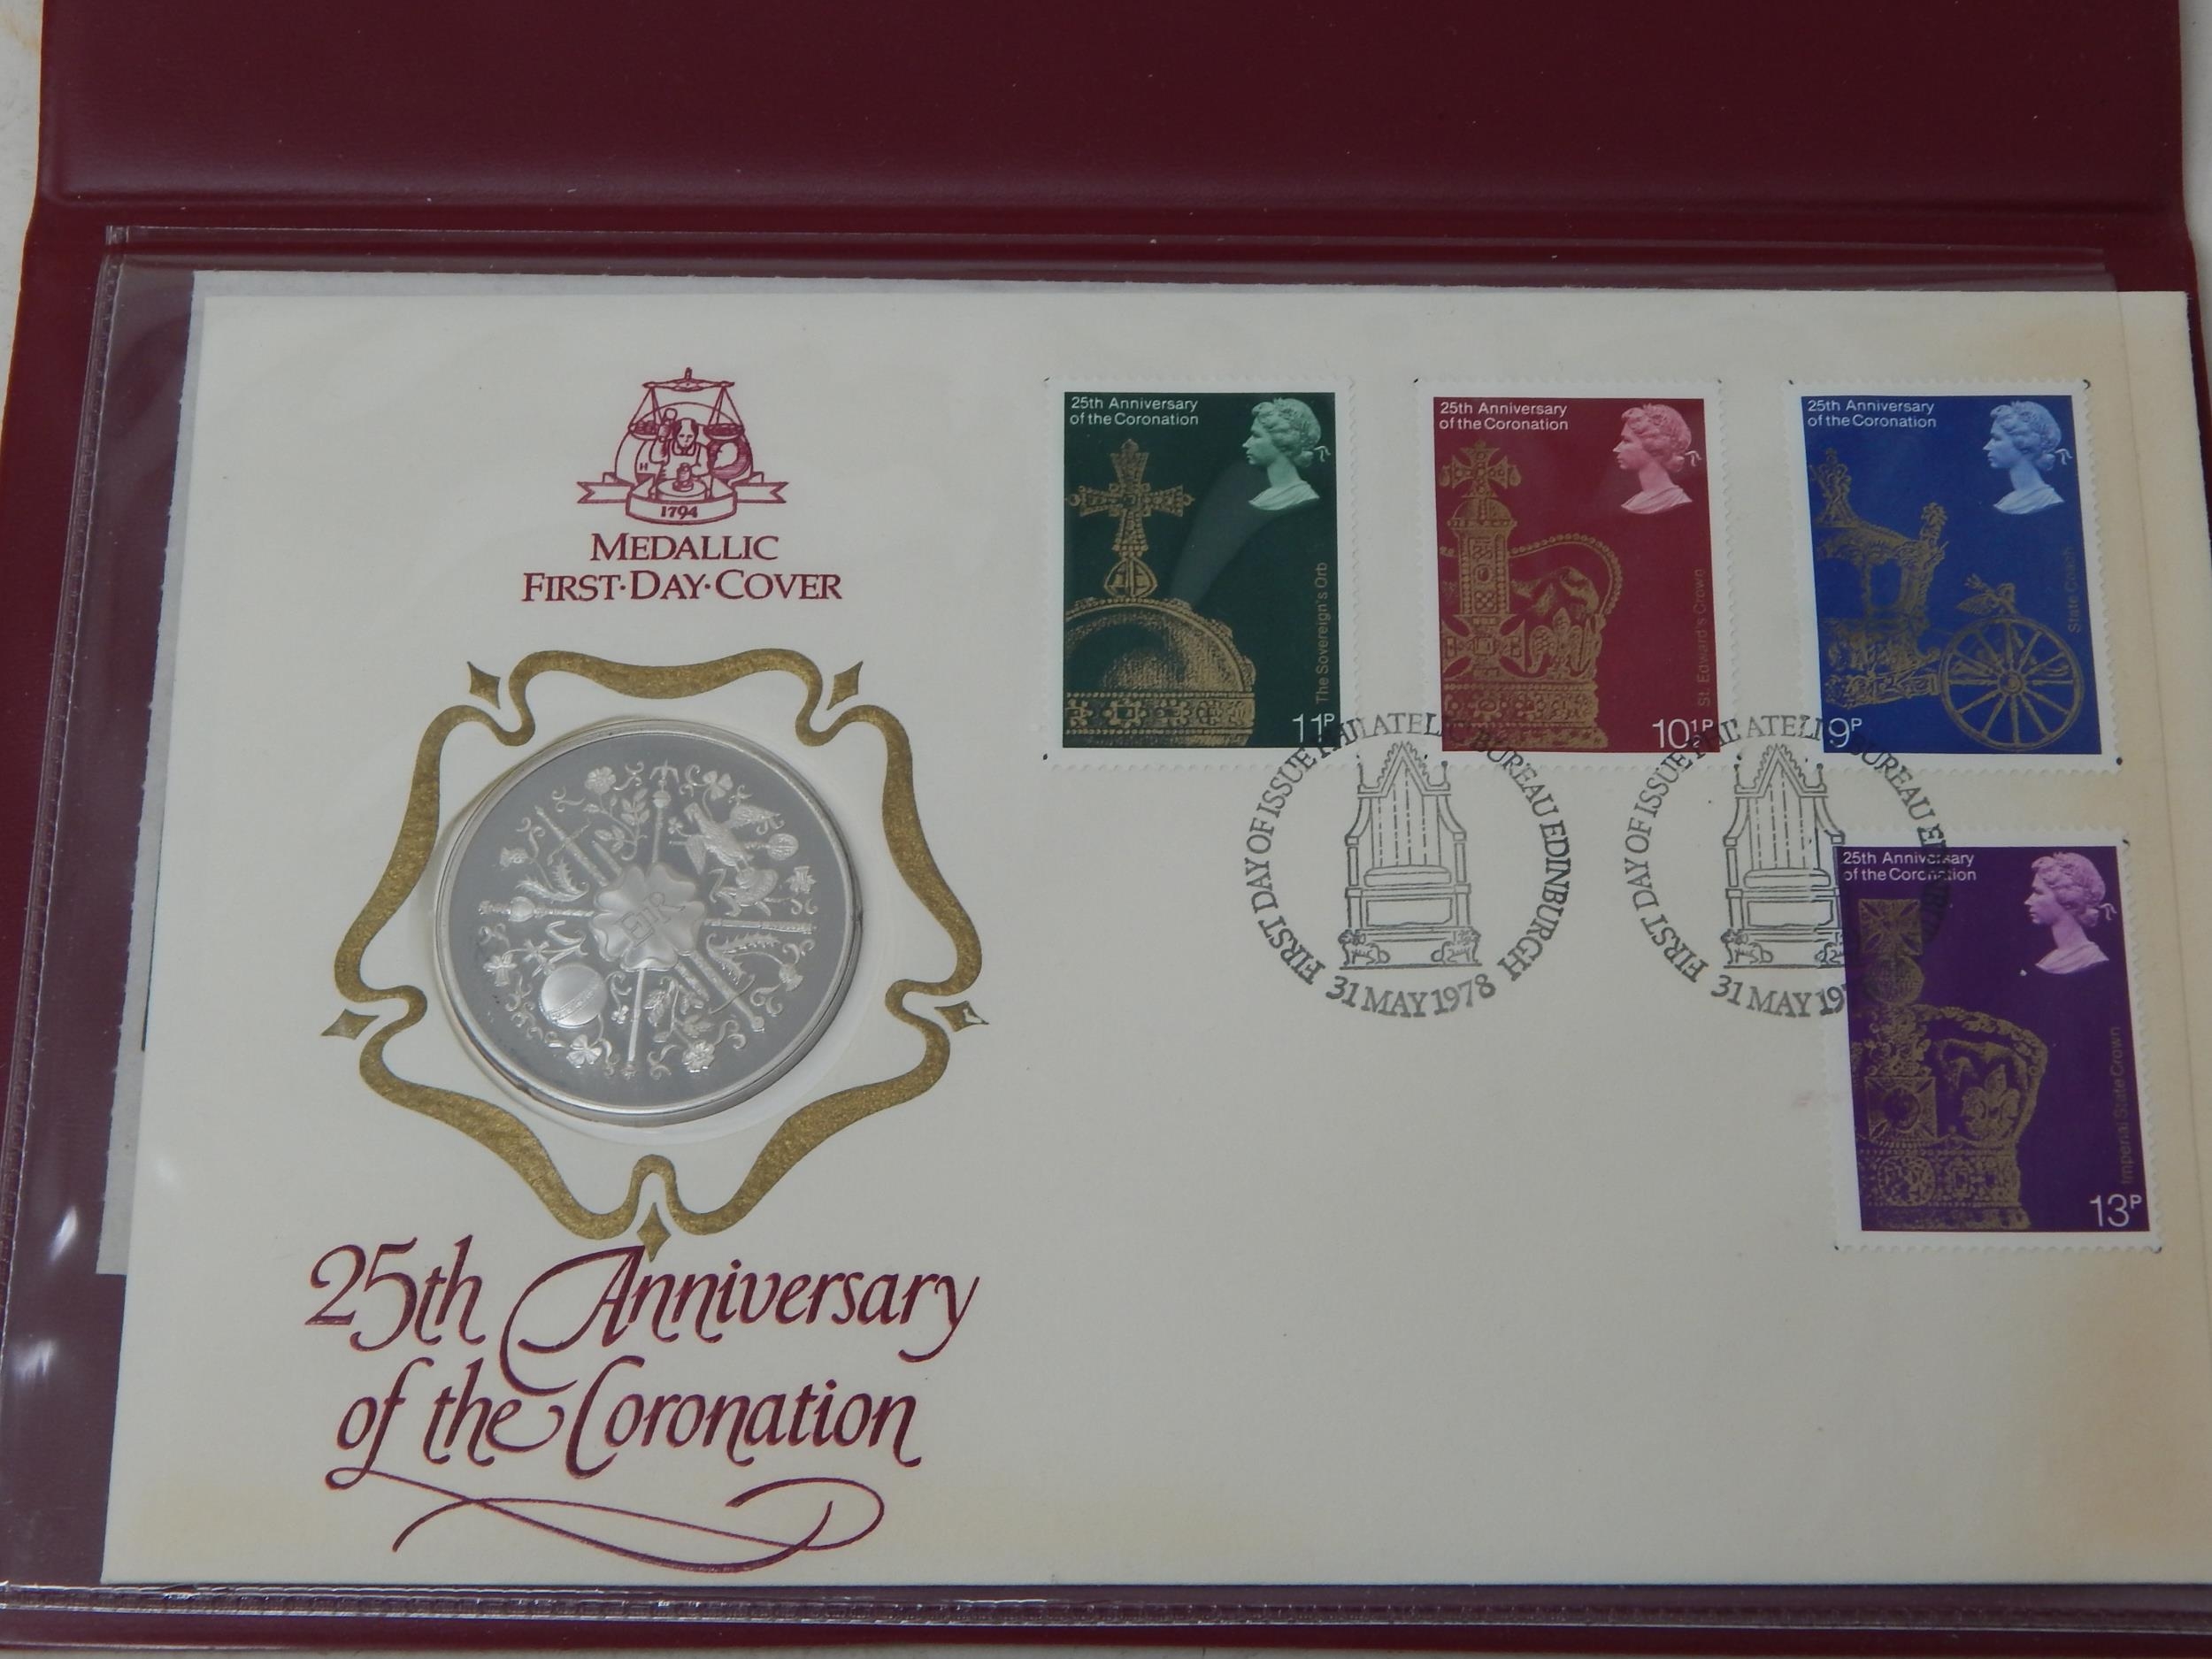 1794
MEDALLIC
FIRST·DAY·COVER
EIIR
25th Anniversary
of the Coronation
25th Anniversary
of the Coronation
The Sovereign's Orb
11P
25th Anniversary
of the Coronation
St. Edward's Crown
10½P
25th Anniversary
of the Coronation
State Coach
9P
FIRST DAY OF ISSUE PHILATELIC BUREAU EDINBURGH
31 MAY 1978
FIRST DAY OF ISSUE PHILATELIC BUREAU
31 MAY
25th Anniversary
of the Coronation
Imperial State Crown
13P